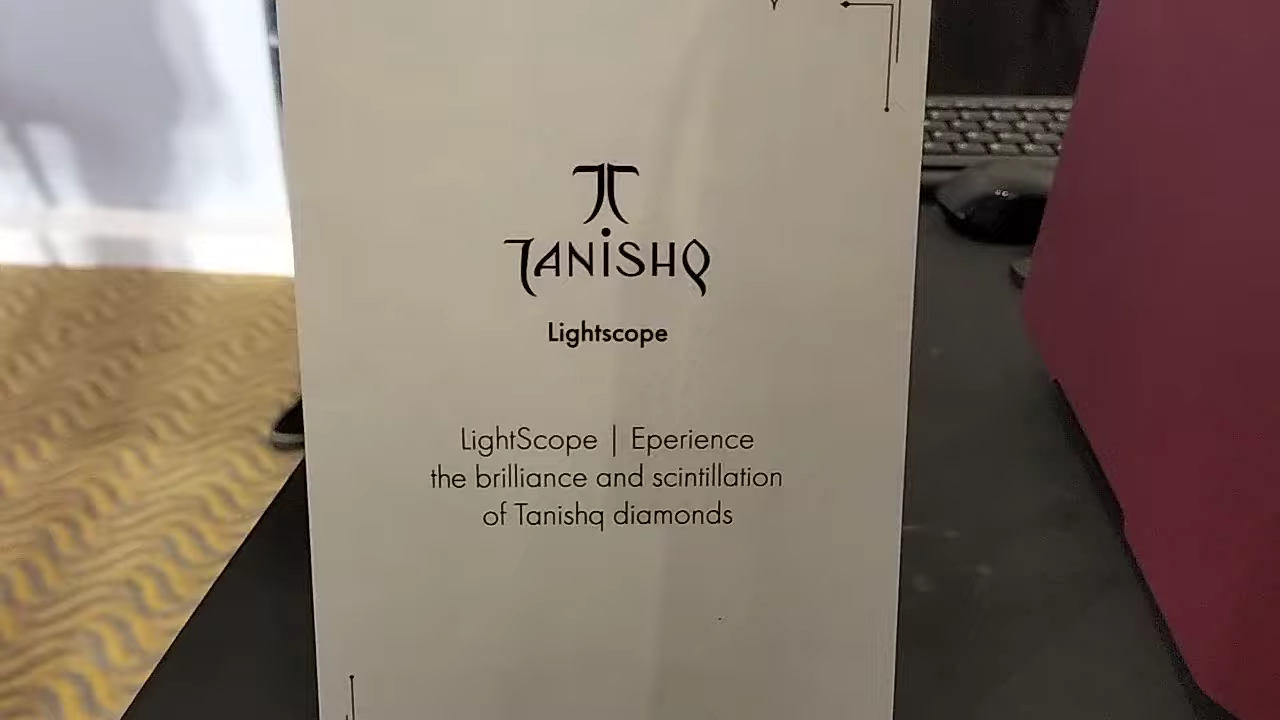 TANISHQ
Lightscope
LightScope | Eperience
the brilliance and scintillation
of Tanishq diamonds